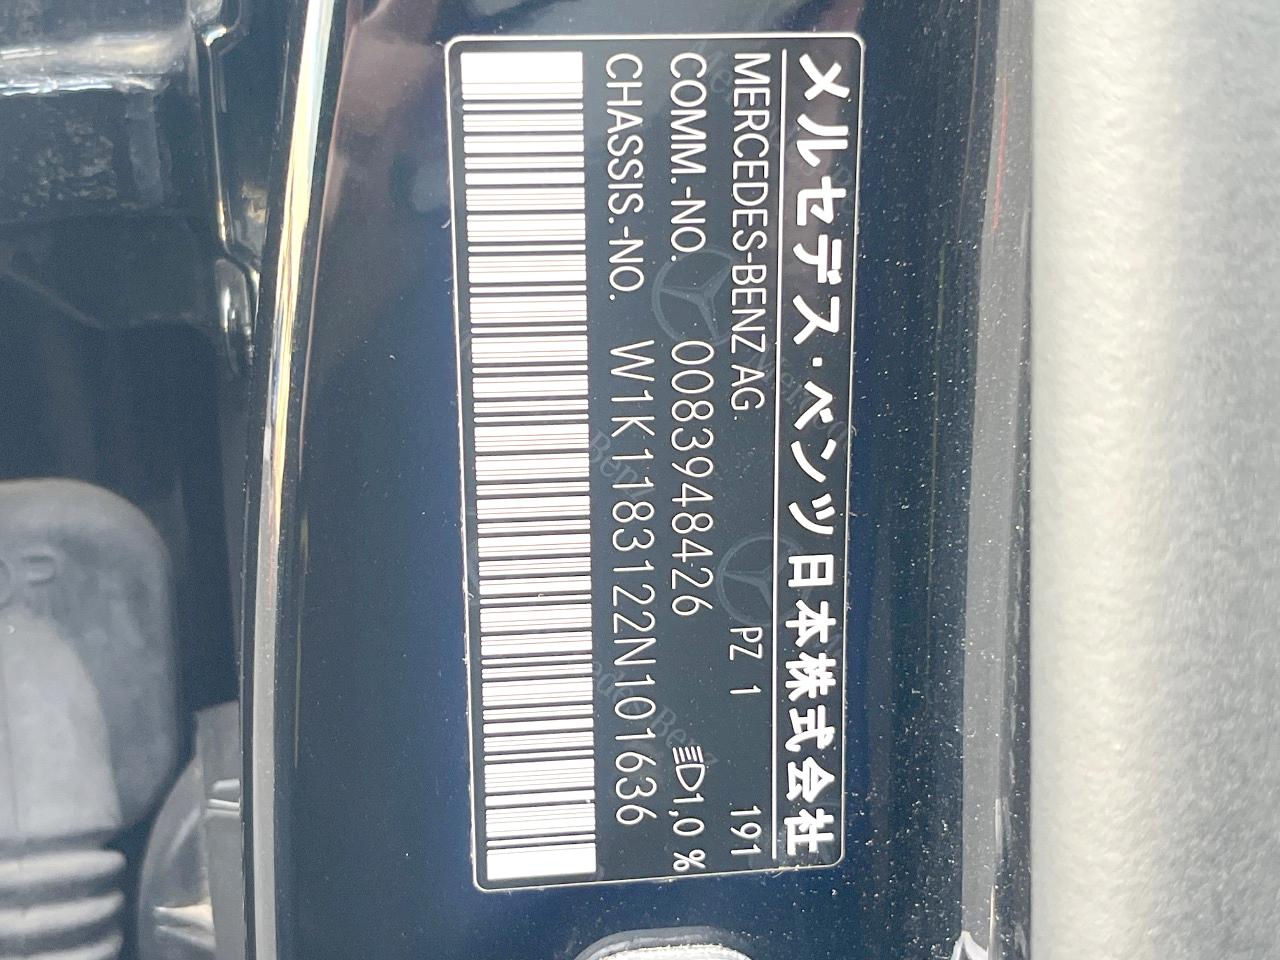 メルセデス・ベンツ日本株式会社
MERCEDES-BENZ AG PZ 1 191
COMM.-NO. 0083948426 1,0 %
CHASSIS.-NO. W1K1183122N101636